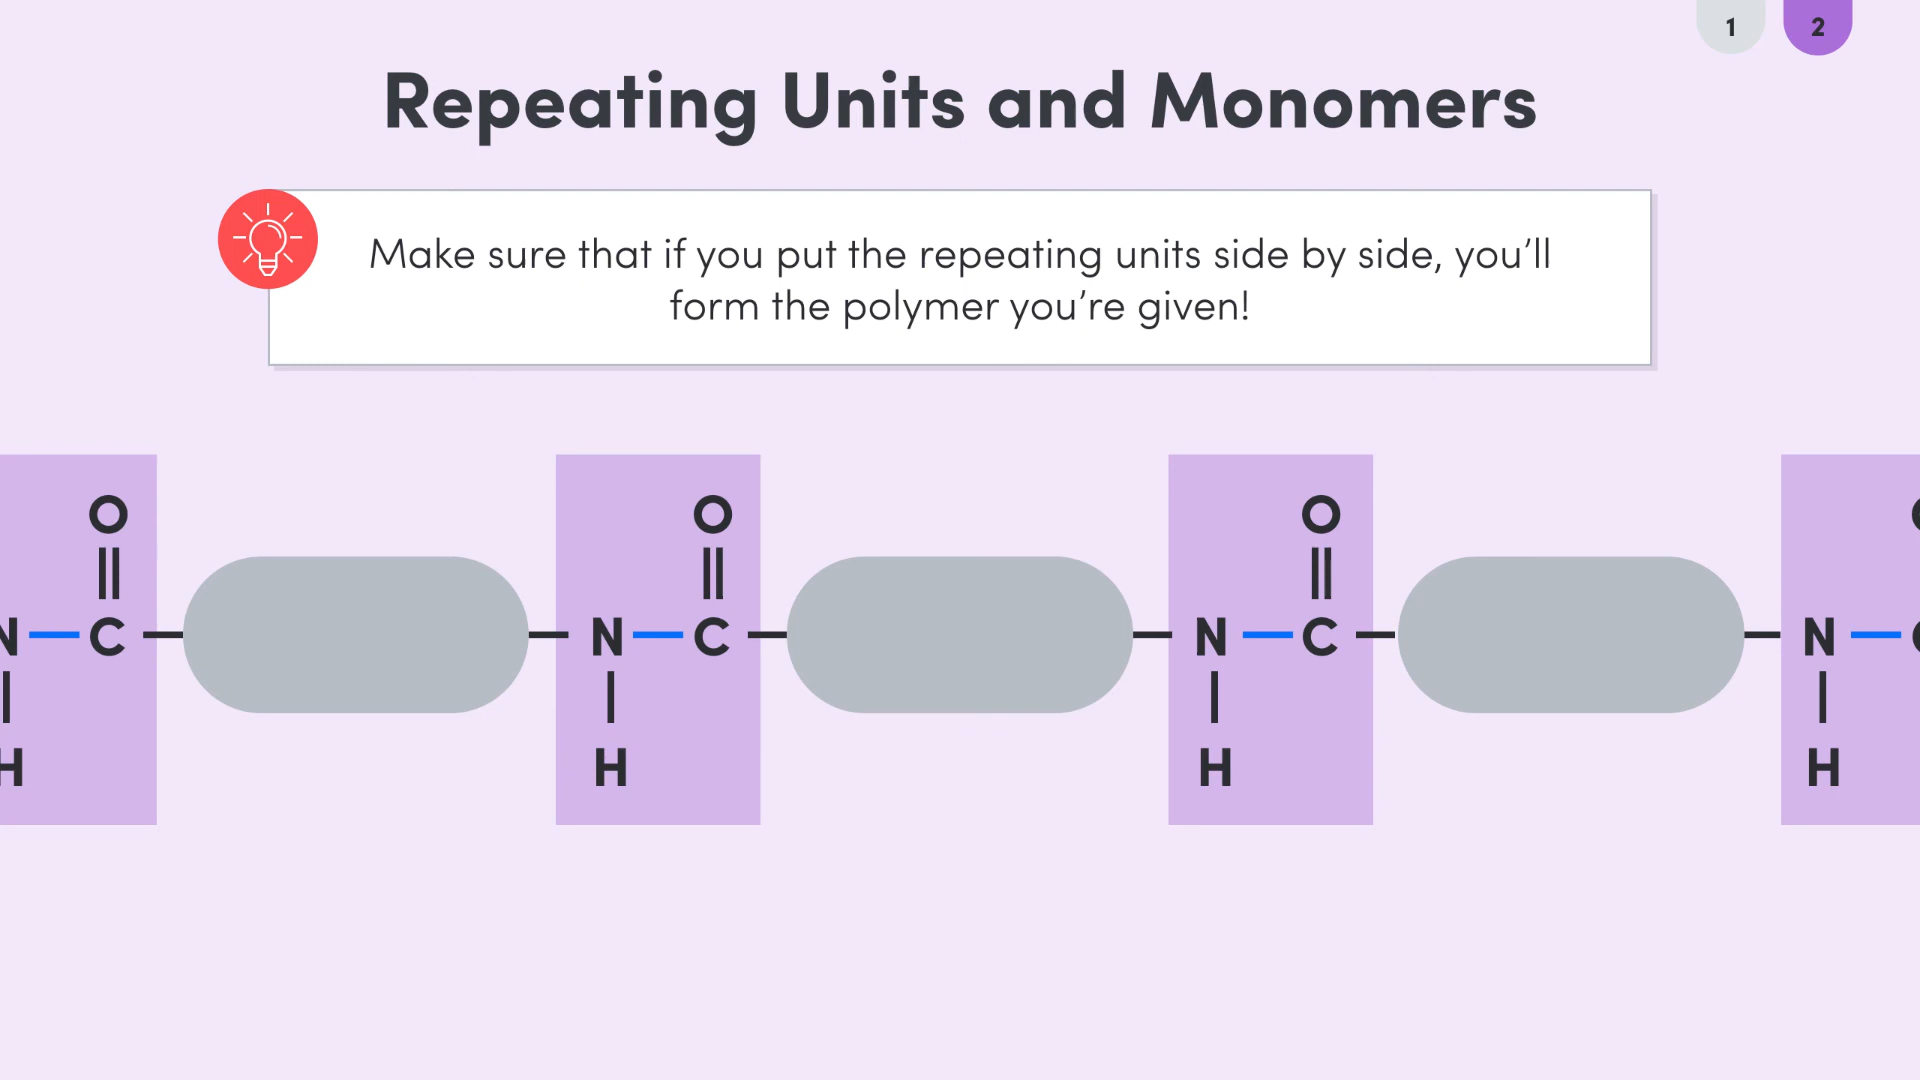 1 2
Repeating Units and Monomers
Make sure that if you put the repeating units side by side, you’ll
form the polymer you’re given!
O O O O
N C N C N C N C
H H H H